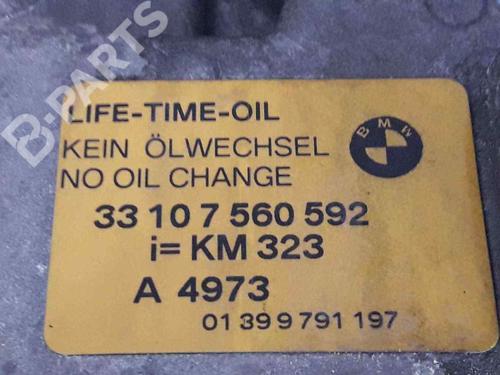 B-PARTS
LIFE-TIME-OIL
KEIN ÖLWECHSEL
NO OIL CHANGE
BMW
33 10 7 560 592
i= KM 323
A 4973
01 39 9 791 197